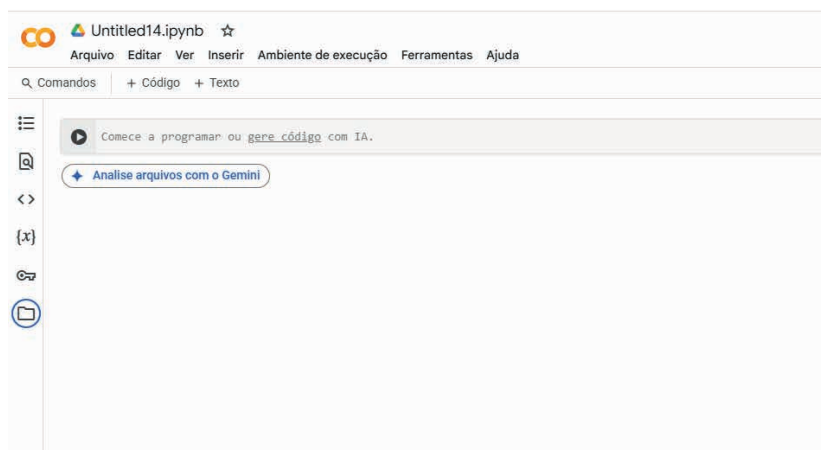 CO
Untitled14.ipynb
Arquivo Editar Ver Inserir Ambiente de execução Ferramentas Ajuda
Comandos + Código + Texto
Comece a programar ou gere código com IA.
Analise arquivos com o Gemini
<>
{x}